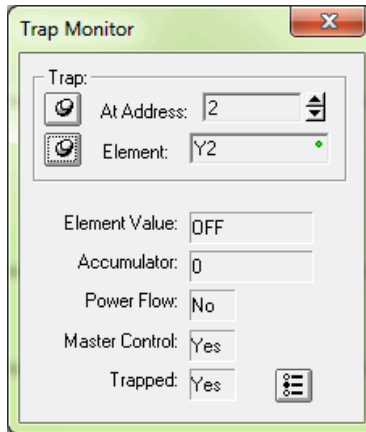 Trap Monitor
Trap:
At Address: 2
Element: Y2
Element Value: OFF
Accumulator: 0
Power Flow: No
Master Control: Yes
Trapped: Yes